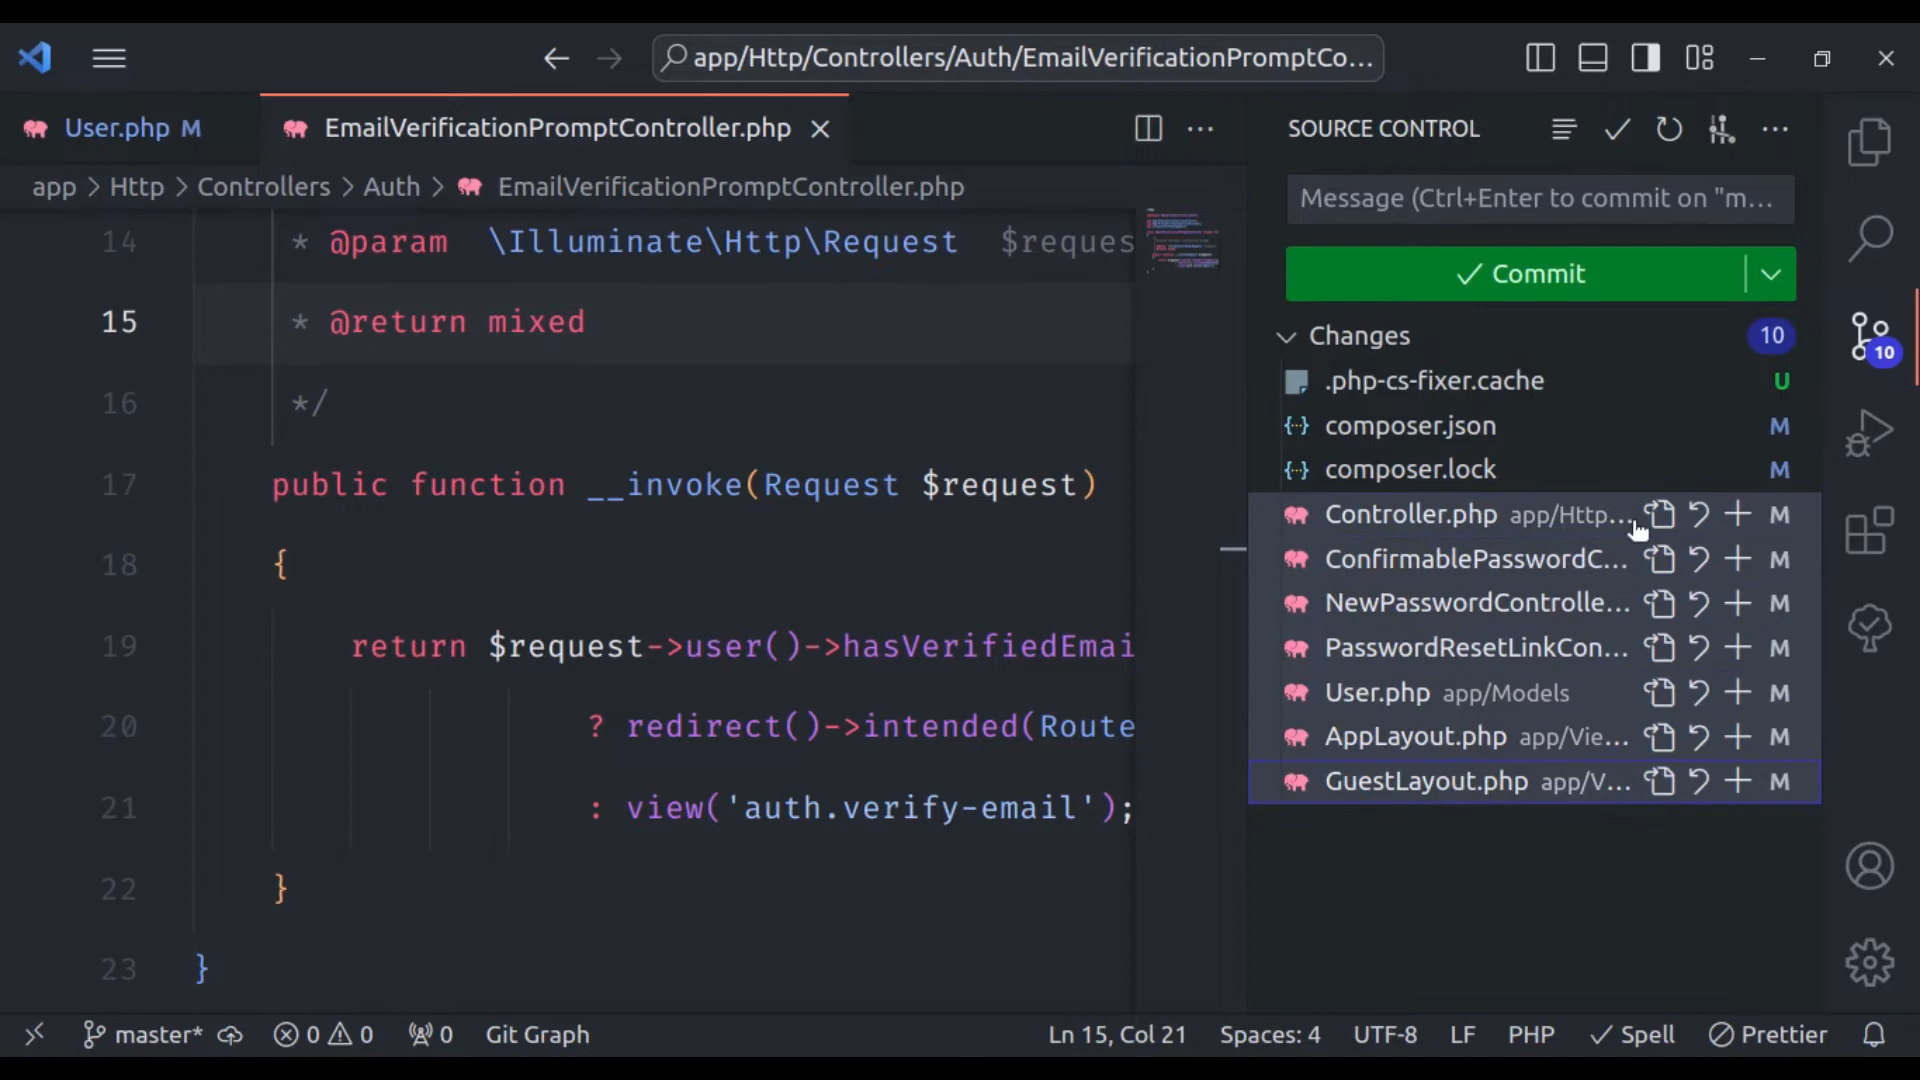 app/Http/Controllers/Auth/EmailVerificationPromptCo...
User.php M
EmailVerificationPromptController.php
app > Http > Controllers > Auth > EmailVerificationPromptController.php
14 * @param \Illuminate\Http\Request $reques
15 * @return mixed
16 */
17 public function __invoke(Request $request)
18 {
19 return $request->user()->hasVerifiedEmai
20 ? redirect()->intended(Route
21 : view('auth.verify-email');
22 }
23 }
SOURCE CONTROL
Message (Ctrl+Enter to commit on "m...
Commit
Changes 10
.php-cs-fixer.cache U
composer.json M
composer.lock M
Controller.php app/Http... M
ConfirmablePasswordC... M
NewPasswordControlle... M
PasswordResetLinkCon... M
User.php app/Models M
AppLayout.php app/Vie... M
GuestLayout.php app/V... M
10
master* 0 0 0 Git Graph Ln 15, Col 21 Spaces: 4 UTF-8 LF PHP Spell Prettier